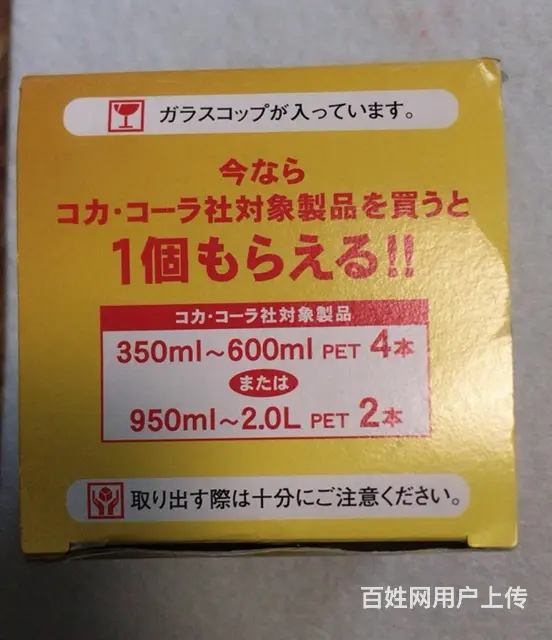 ガラスコップが入っています。
今なら
コカ・コーラ社対象製品を買うと
1個もらえる!!
コカ・コーラ社対象製品
350ml～600ml PET 4本
または
950ml～2.0L PET 2本
取り出す際は十分にご注意ください。
百姓网用户上传